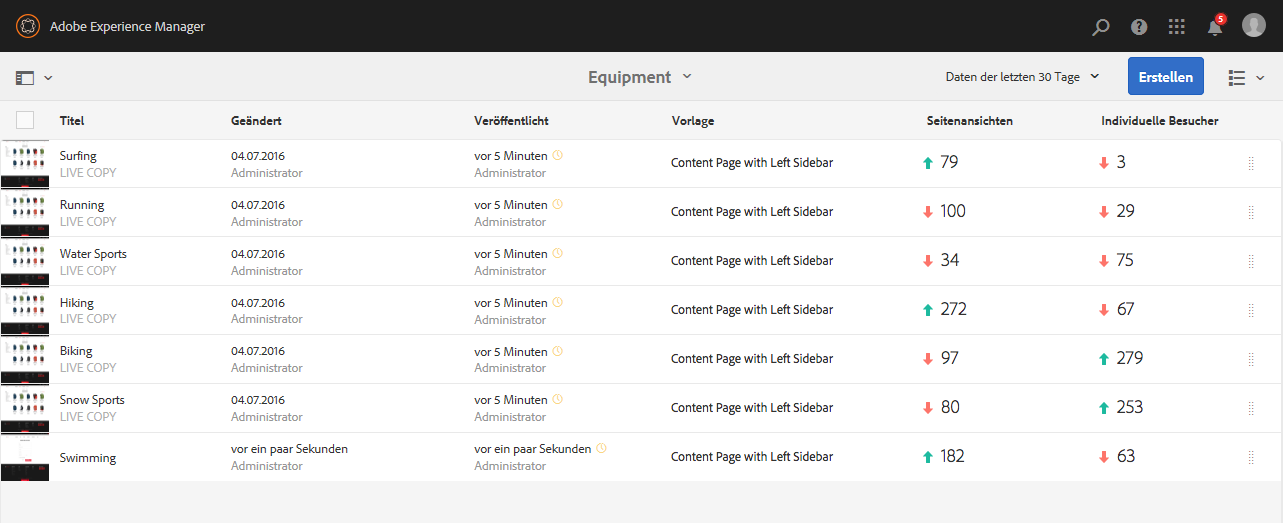 Adobe Experience Manager
5
Equipment
Daten der letzten 30 Tage
Erstellen
Titel Geändert Veröffentlicht Vorlage Seitenansichten Individuelle Besucher
Surfing 04.07.2016 vor 5 Minuten Content Page with Left Sidebar 79 3
LIVE COPY Administrator Administrator
Running 04.07.2016 vor 5 Minuten Content Page with Left Sidebar 100 29
LIVE COPY Administrator Administrator
Water Sports 04.07.2016 vor 5 Minuten Content Page with Left Sidebar 34 75
LIVE COPY Administrator Administrator
Hiking 04.07.2016 vor 5 Minuten Content Page with Left Sidebar 272 67
LIVE COPY Administrator Administrator
Biking 04.07.2016 vor 5 Minuten Content Page with Left Sidebar 97 279
LIVE COPY Administrator Administrator
Snow Sports 04.07.2016 vor 5 Minuten Content Page with Left Sidebar 80 253
LIVE COPY Administrator Administrator
Swimming vor ein paar Sekunden vor ein paar Sekunden Content Page with Left Sidebar 182 63
Administrator Administrator